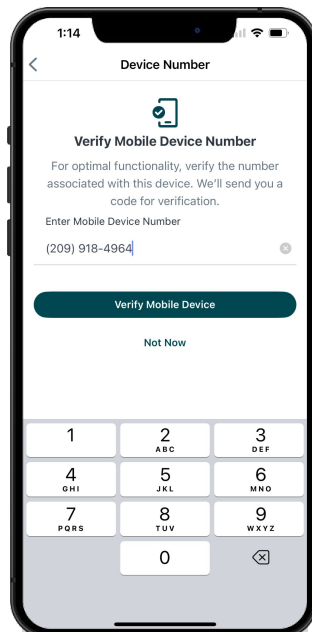 1:14
Device Number
Verify Mobile Device Number
For optimal functionality, verify the number
associated with this device. We'll send you a
code for verification.
Enter Mobile Device Number
(209) 918-4964
Verify Mobile Device
Not Now
1 2 3
ABC DEF
4 5 6
GHI JKL MNO
7 8 9
PQRS TUV WXYZ
0